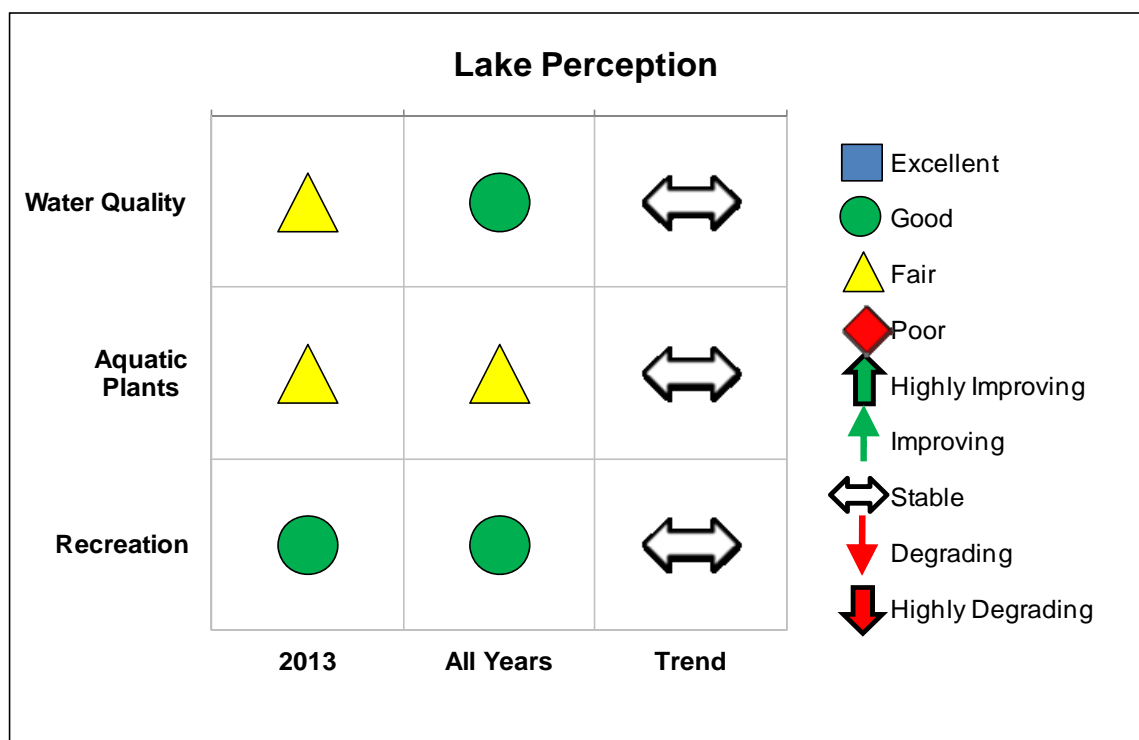 Lake Perception
Water Quality
Aquatic
Plants
Recreation
2013
All Years
Trend
Excellent
Good
Fair
Poor
Highly Improving
Improving
Stable
Degrading
Highly Degrading